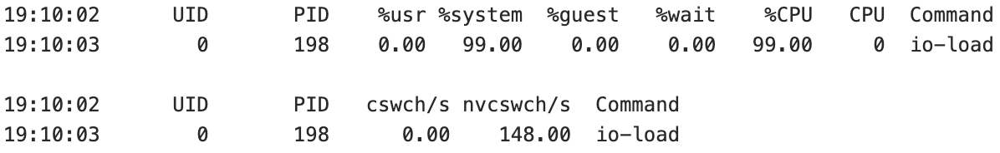 19:10:02 UID PID %usr %system %guest %wait %CPU CPU Command
19:10:03 0 198 0.00 99.00 0.00 0.00 99.00 0 io-load
19:10:02 UID PID cswch/s nvcswch/s Command
19:10:03 0 198 0.00 148.00 io-load